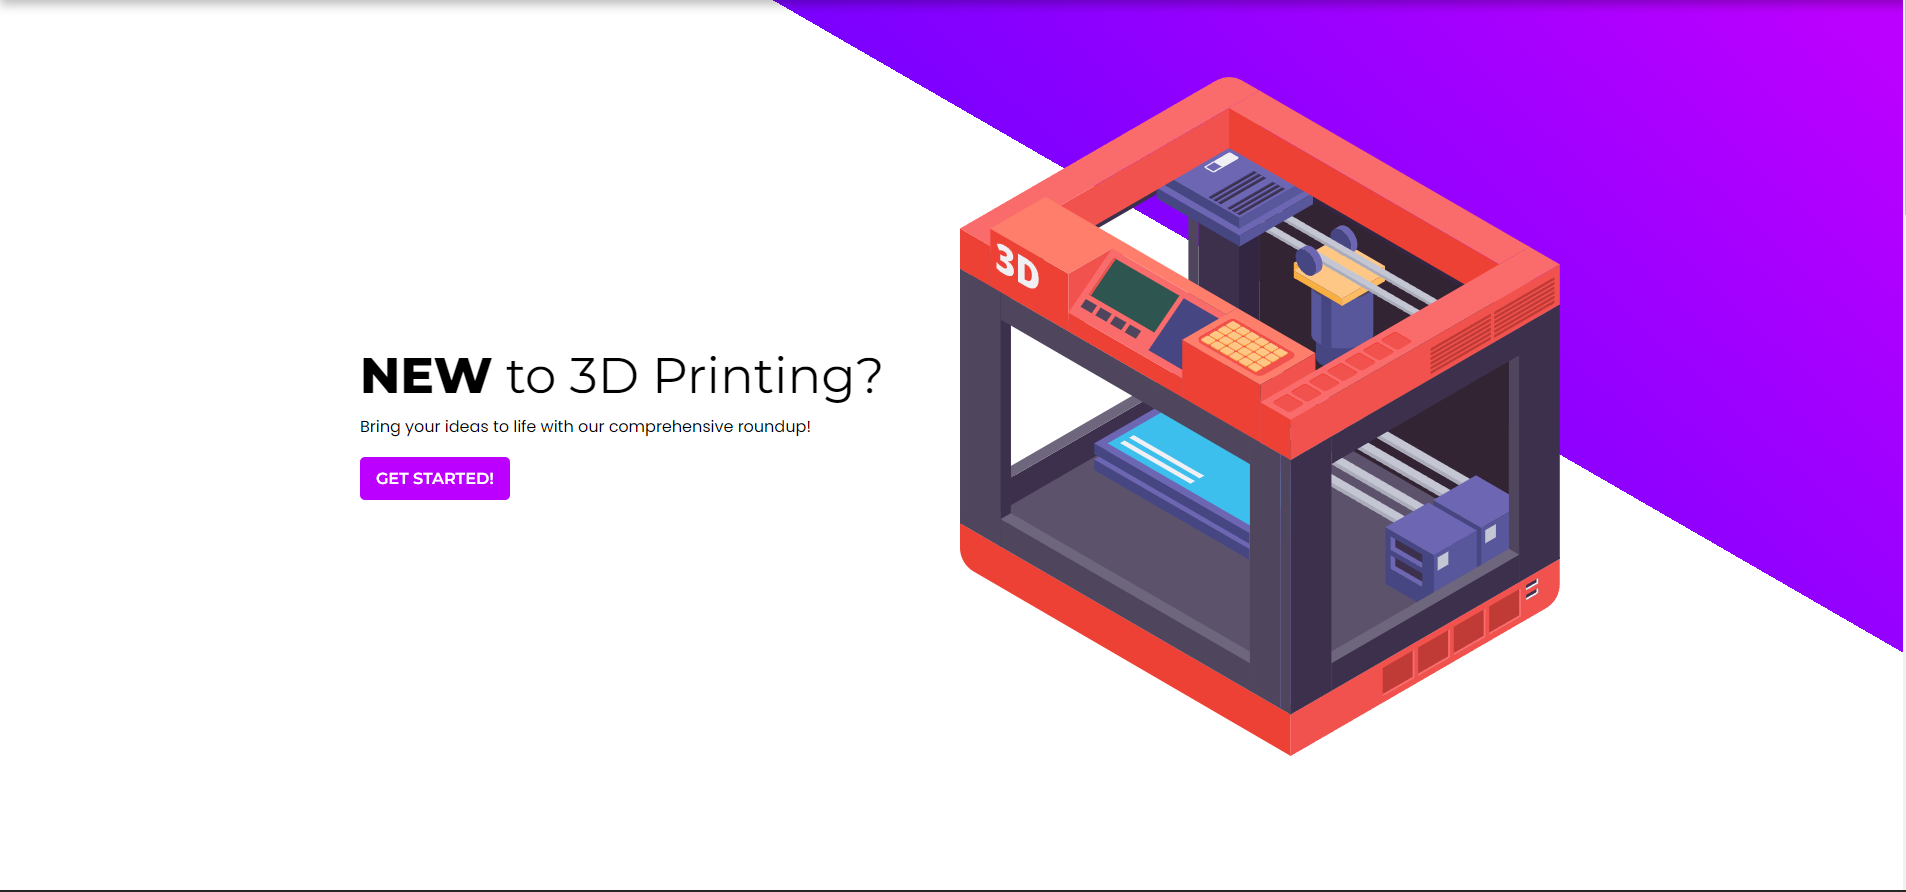 3D
NEW to 3D Printing?
Bring your ideas to life with our comprehensive roundup!
GET STARTED!